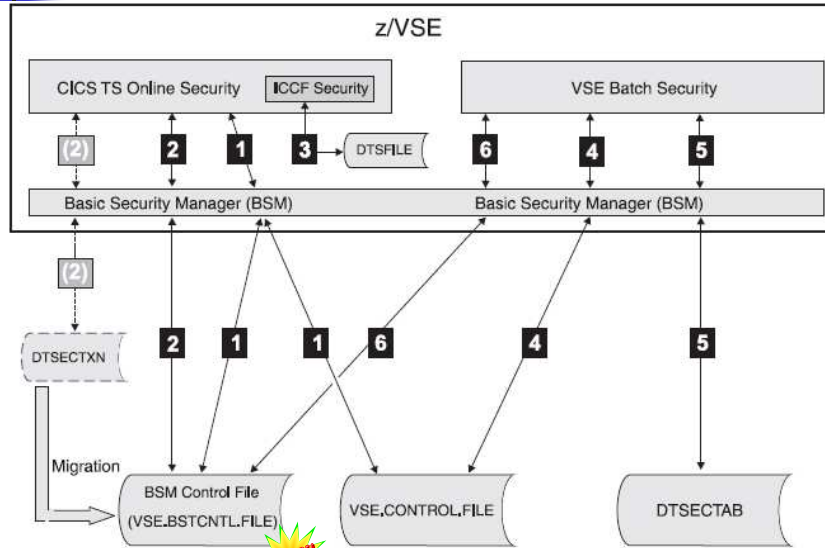 z/VSE
CICS TS Online Security
ICCF Security
VSE Batch Security
(2)
2
1
3
DTSFILE
6
4
5
Basic Security Manager (BSM)
Basic Security Manager (BSM)
(2)
DTSECTXN
2
1
1
6
4
5
Migration
BSM Control File
(VSE.BSTCNTL.FILE)
VSE.CONTROL.FILE
DTSECTAB